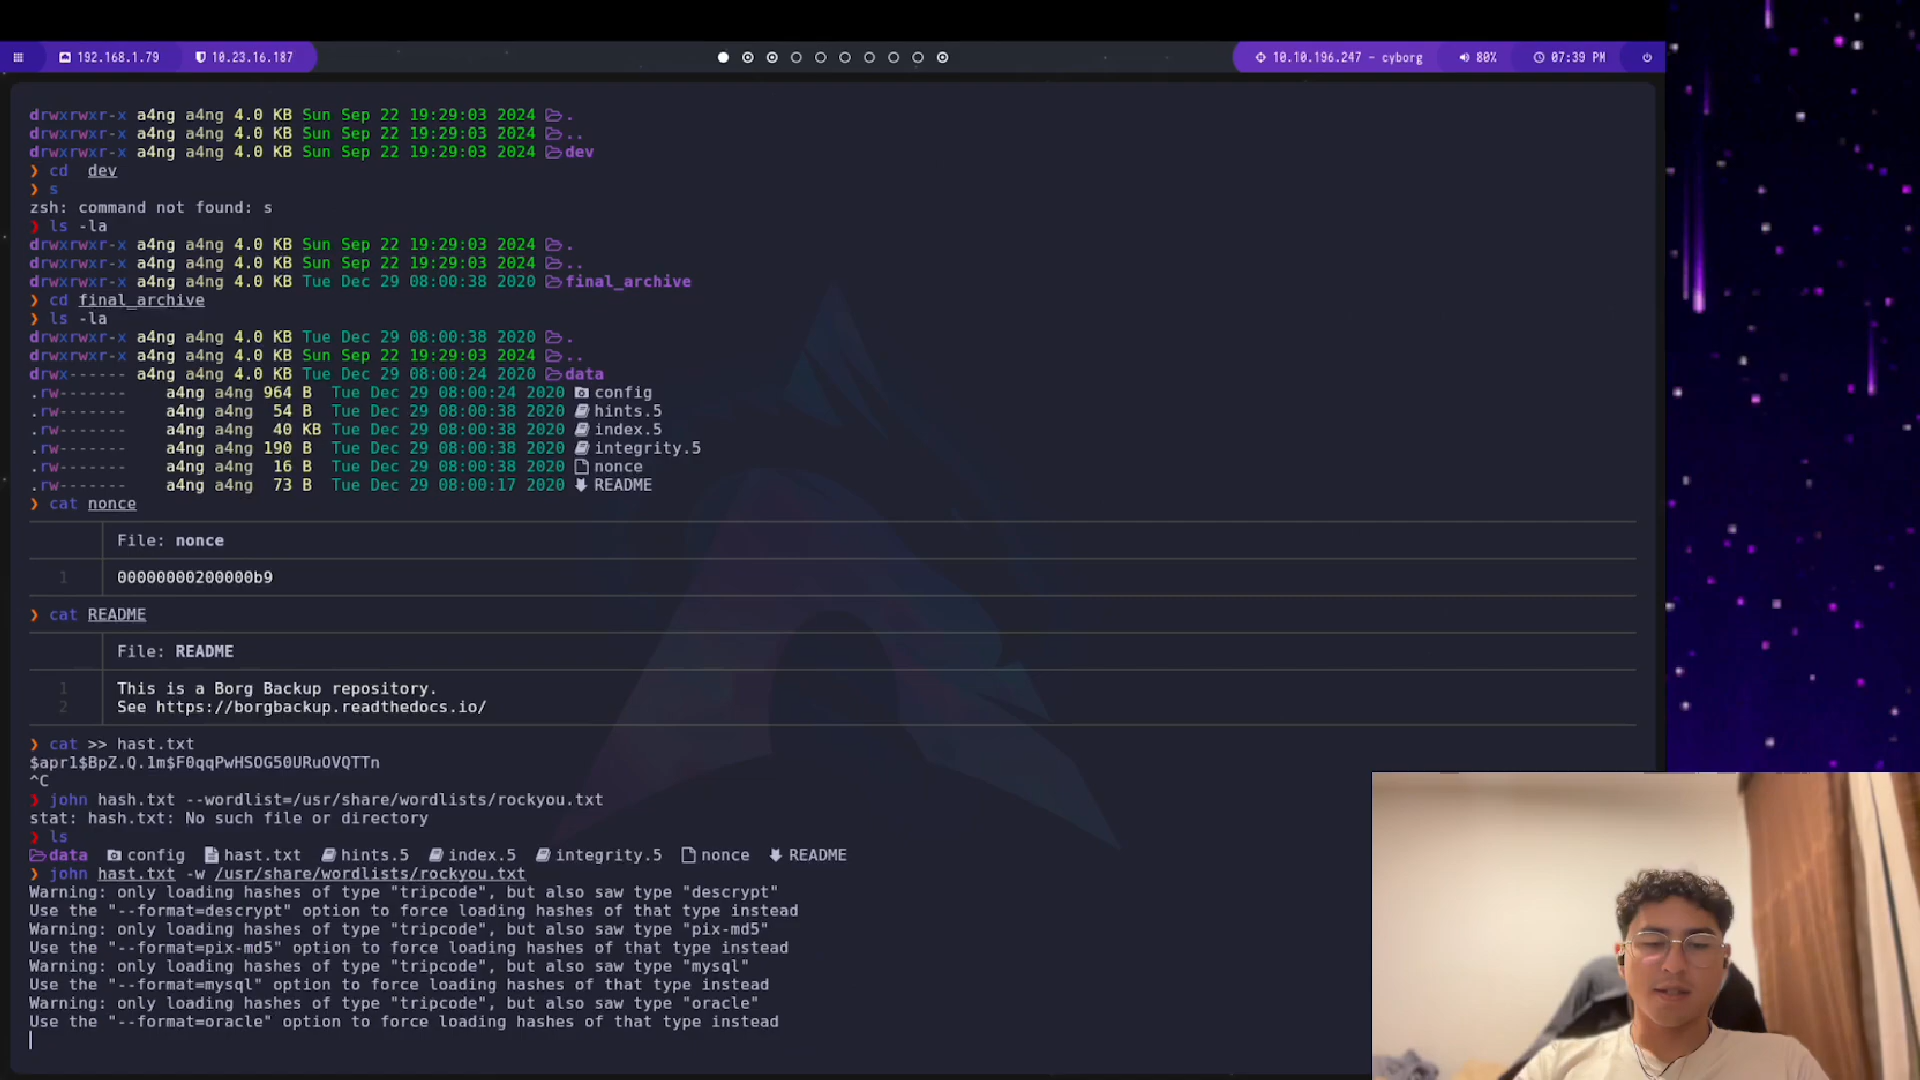 192.168.1.79 10.23.16.187 10.10.196.247 - cyborg 80% 07:39 PM
drwxrwxr-x a4ng a4ng 4.0 KB Sun Sep 22 19:29:03 2024 .
drwxrwxr-x a4ng a4ng 4.0 KB Sun Sep 22 19:29:03 2024 ..
drwxrwxr-x a4ng a4ng 4.0 KB Sun Sep 22 19:29:03 2024 dev
❯ cd  dev
❯ s
zsh: command not found: s
❯ ls -la
drwxrwxr-x a4ng a4ng 4.0 KB Sun Sep 22 19:29:03 2024 .
drwxrwxr-x a4ng a4ng 4.0 KB Sun Sep 22 19:29:03 2024 ..
drwxrwxr-x a4ng a4ng 4.0 KB Tue Dec 29 08:00:38 2020 final_archive
❯ cd final_archive
❯ ls -la
drwxrwxr-x a4ng a4ng 4.0 KB Tue Dec 29 08:00:38 2020 .
drwxrwxr-x a4ng a4ng 4.0 KB Sun Sep 22 19:29:03 2024 ..
drwx------ a4ng a4ng 4.0 KB Tue Dec 29 08:00:24 2020 data
.rw------- a4ng a4ng 964 B Tue Dec 29 08:00:24 2020 config
.rw------- a4ng a4ng 54 B Tue Dec 29 08:00:38 2020 hints.5
.rw------- a4ng a4ng 40 KB Tue Dec 29 08:00:38 2020 index.5
.rw------- a4ng a4ng 190 B Tue Dec 29 08:00:38 2020 integrity.5
.rw------- a4ng a4ng 16 B Tue Dec 29 08:00:38 2020 nonce
.rw------- a4ng a4ng 73 B Tue Dec 29 08:00:17 2020 README
❯ cat nonce
File: nonce
1 00000000200000b9
❯ cat README
File: README
1 This is a Borg Backup repository.
2 See https://borgbackup.readthedocs.io/
❯ cat >> hast.txt
$apr1$BpZ.Q.1m$F0qqPwHSOG50URuOVQTTn
^C
❯ john hash.txt --wordlist=/usr/share/wordlists/rockyou.txt
stat: hash.txt: No such file or directory
❯ ls
data config hast.txt hints.5 index.5 integrity.5 nonce README
❯ john hast.txt -w /usr/share/wordlists/rockyou.txt
Warning: only loading hashes of type "tripcode", but also saw type "descrypt"
Use the "--format=descrypt" option to force loading hashes of that type instead
Warning: only loading hashes of type "tripcode", but also saw type "pix-md5"
Use the "--format=pix-md5" option to force loading hashes of that type instead
Warning: only loading hashes of type "tripcode", but also saw type "mysql"
Use the "--format=mysql" option to force loading hashes of that type instead
Warning: only loading hashes of type "tripcode", but also saw type "oracle"
Use the "--format=oracle" option to force loading hashes of that type instead